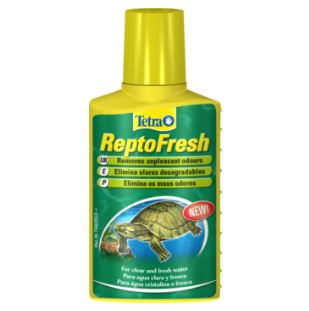 Tetra
ReptoFresh
UK Removes unpleasant odours
E Elimina olores desagradables
P Elimina os maus odores
NEW!
For clear and fresh water
Para agua clara y fresca
Para água cristalina e fresca